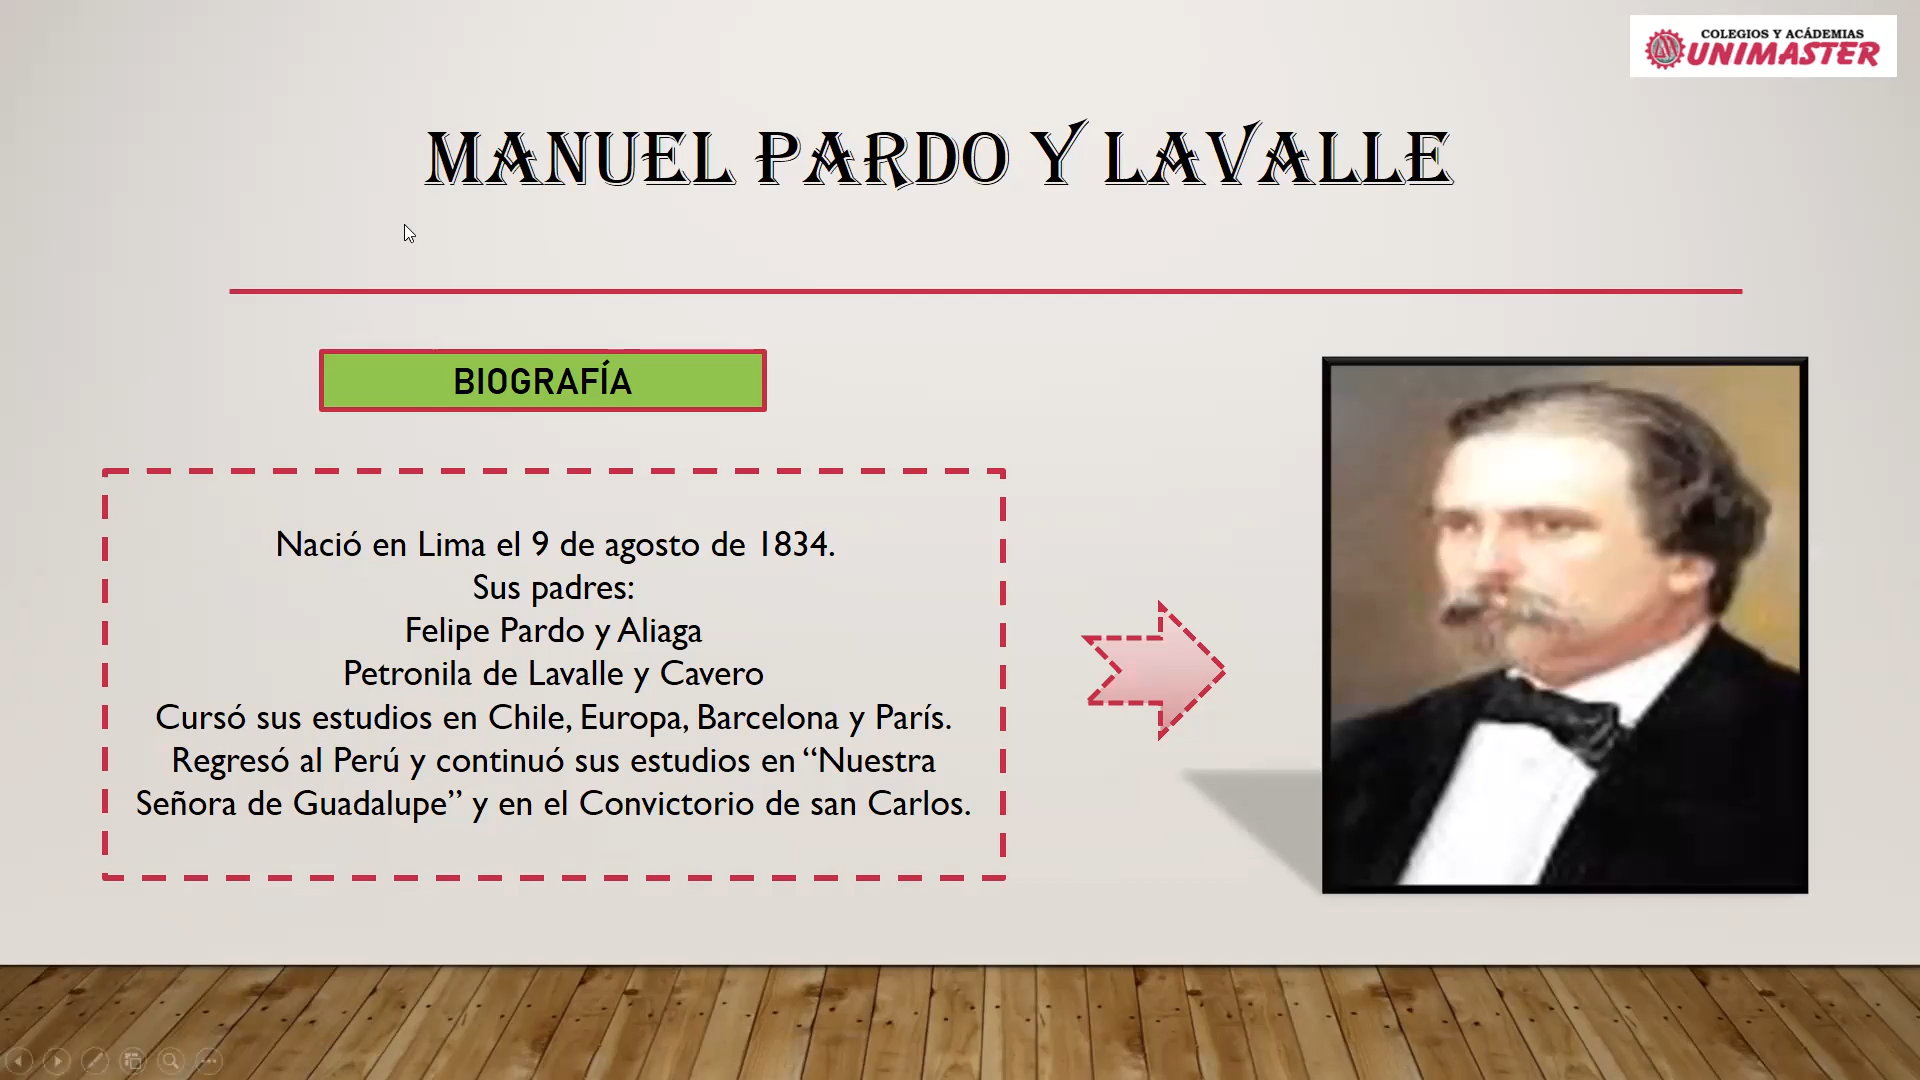 COLEGIOS Y ACÁDEMIAS
UNIMASTER
MANUEL PARDO Y LAVALLE
BIOGRAFÍA
Nació en Lima el 9 de agosto de 1834.
Sus padres:
Felipe Pardo y Aliaga
Petronila de Lavalle y Cavero
Cursó sus estudios en Chile, Europa, Barcelona y París.
Regresó al Perú y continuó sus estudios en “Nuestra
Señora de Guadalupe” y en el Convictorio de san Carlos.